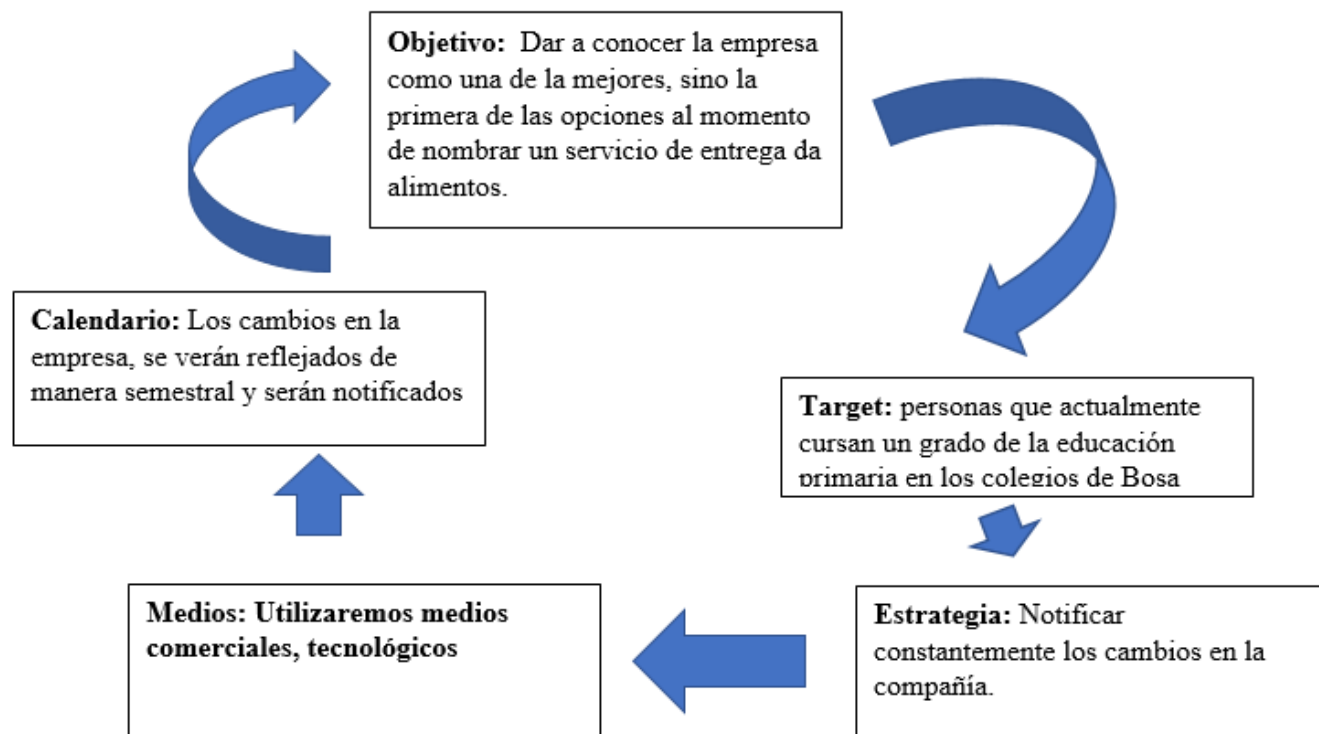 Objetivo: Dar a conocer la empresa
como una de la mejores, sino la
primera de las opciones al momento
de nombrar un servicio de entrega da
alimentos.
Calendario: Los cambios en la
empresa, se verán reflejados de
manera semestral y serán notificados
Target: personas que actualmente
cursan un grado de la educación
primaria en los colegios de Bosa
Medios: Utilizaremos medios
comerciales, tecnológicos
Estrategia: Notificar
constantemente los cambios en la
compañía.